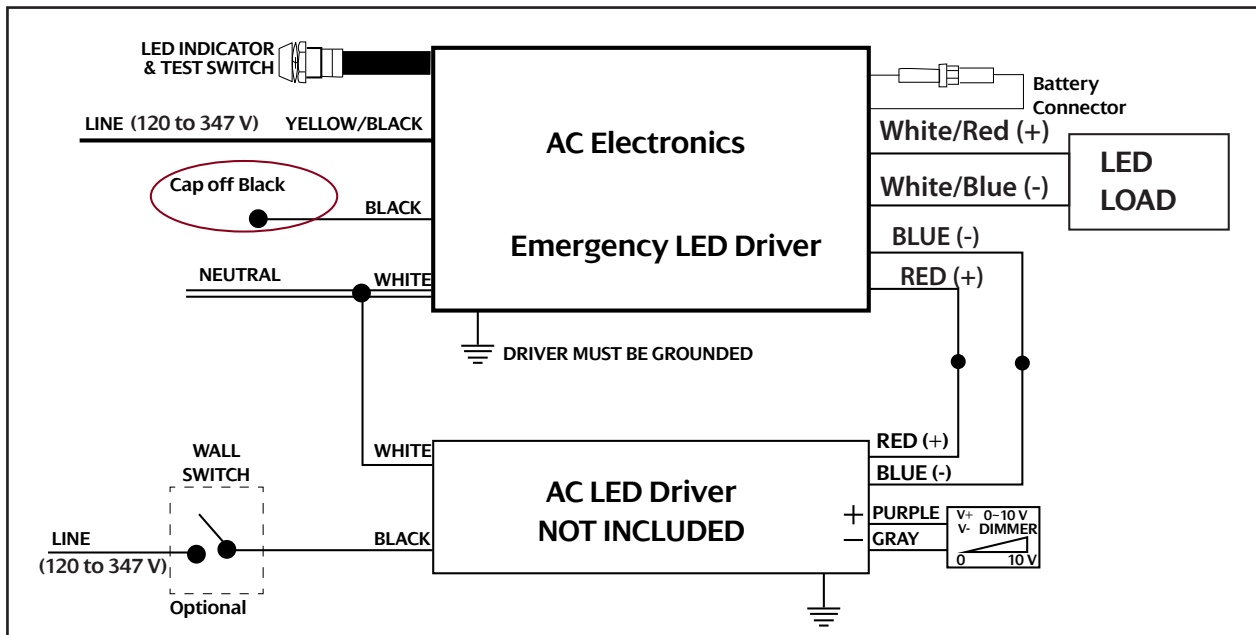 LED INDICATOR
& TEST SWITCH
Battery
Connector
LINE (120 to 347 V) YELLOW/BLACK
AC Electronics
White/Red (+)
LED
LOAD
Cap off Black
White/Blue (-)
BLACK
Emergency LED Driver
BLUE (-)
NEUTRAL
WHITE
RED (+)
DRIVER MUST BE GROUNDED
WALL
SWITCH
WHITE
RED (+)
BLUE (-)
AC LED Driver
NOT INCLUDED
+ PURPLE
V+ 0~10 V
V- DIMMER
LINE
(120 to 347 V)
BLACK
− GRAY
0 10 V
Optional